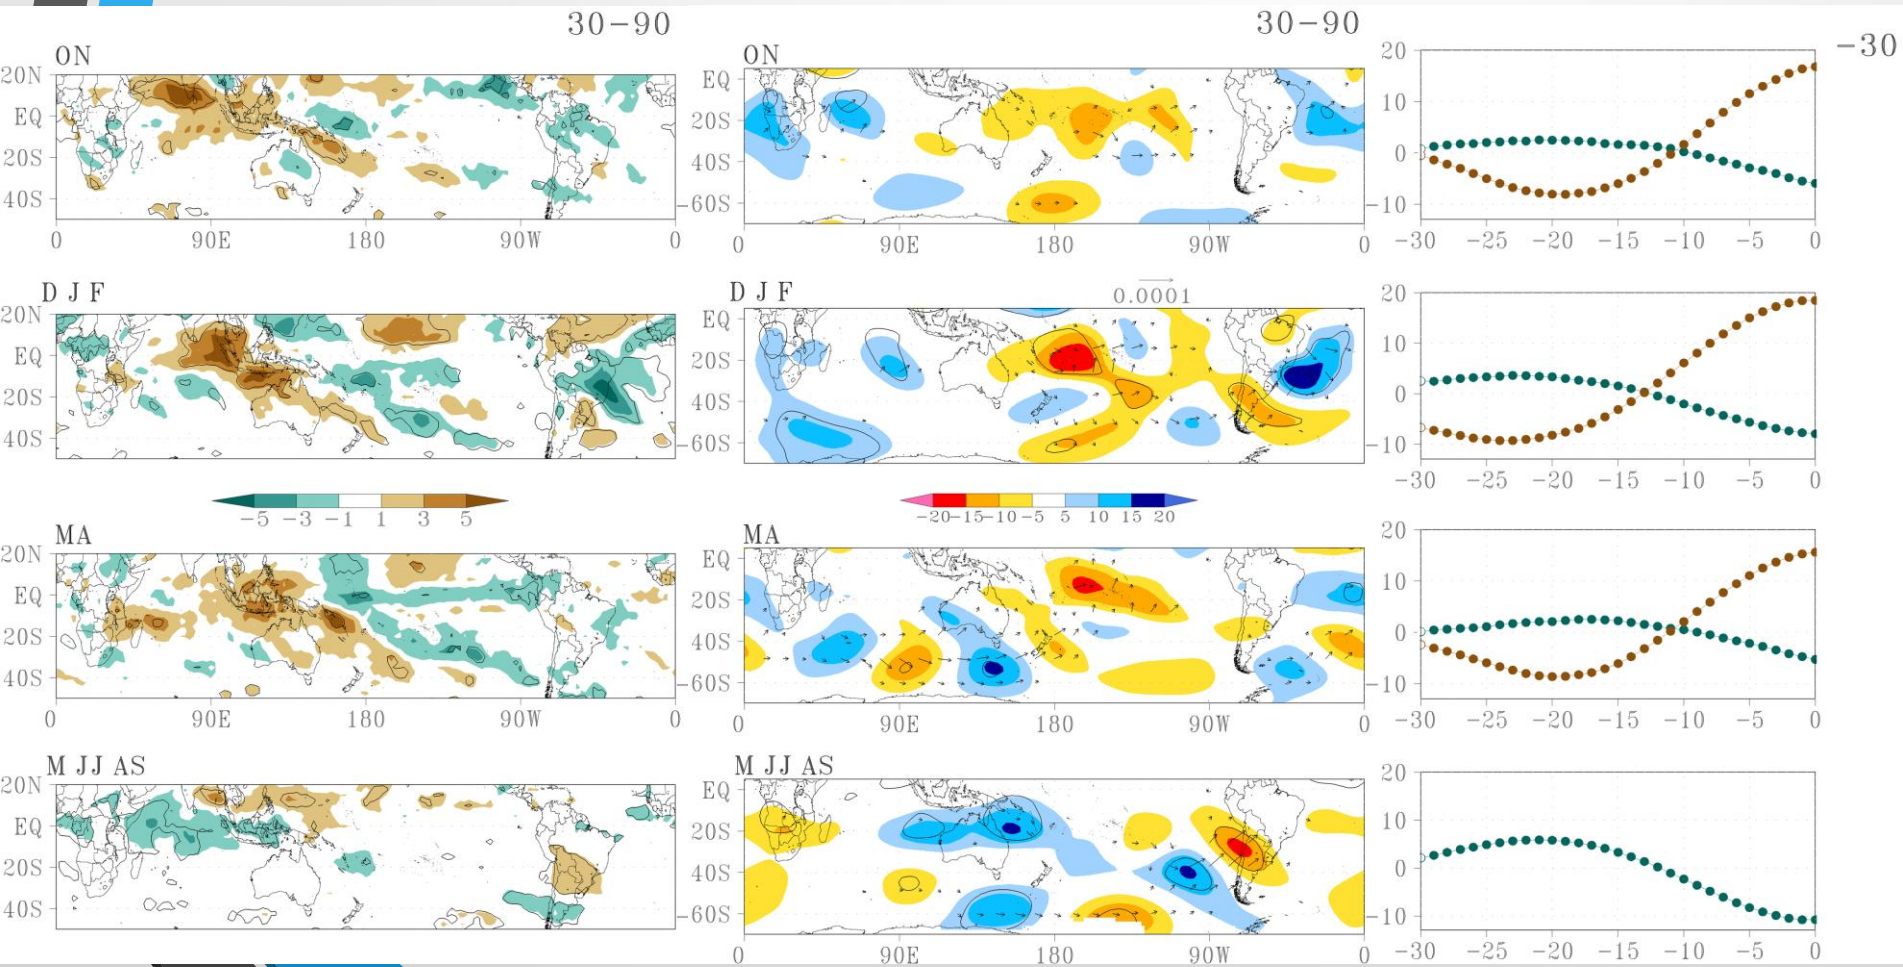 30−90 30−90
−30
ON ON 20
20N EQ 10
EQ 20S 0
20S 40S −10
40S −60S
0 90E 180 90W 0 0 90E 180 90W 0 −30 −25 −20 −15 −10 −5 0
D J F D J F 0.0001 20
20N EQ 10
EQ 20S 0
20S 40S −10
40S −60S
−30 −25 −20 −15 −10 −5 0
−5 −3 −1 1 3 5 −20 −15 −10 −5 5 10 15 20
MA MA 20
20N EQ 10
EQ 20S 0
20S 40S −10
40S −60S
0 90E 180 90W 0 0 90E 180 90W 0 −30 −25 −20 −15 −10 −5 0
M JJ AS M JJ AS 20
20N EQ 10
EQ 20S 0
20S 40S −10
40S −60S
0 90E 180 90W 0 −30 −25 −20 −15 −10 −5 0